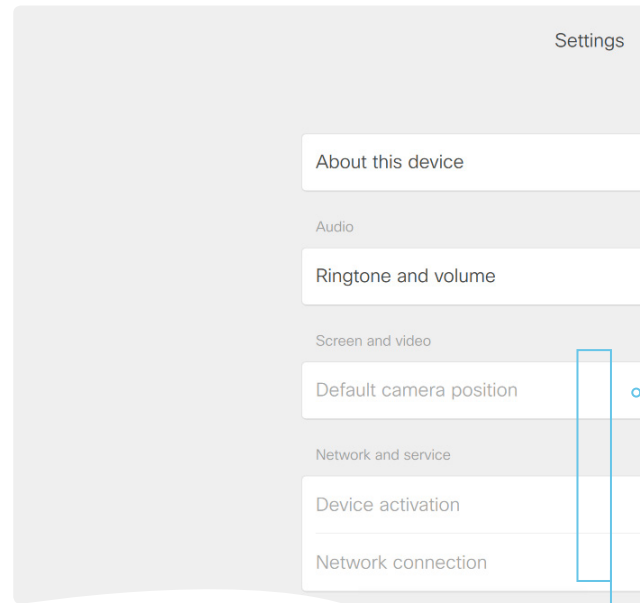 Settings
About this device
Audio
Ringtone and volume
Screen and video
Default camera position
Network and service
Device activation
Network connection